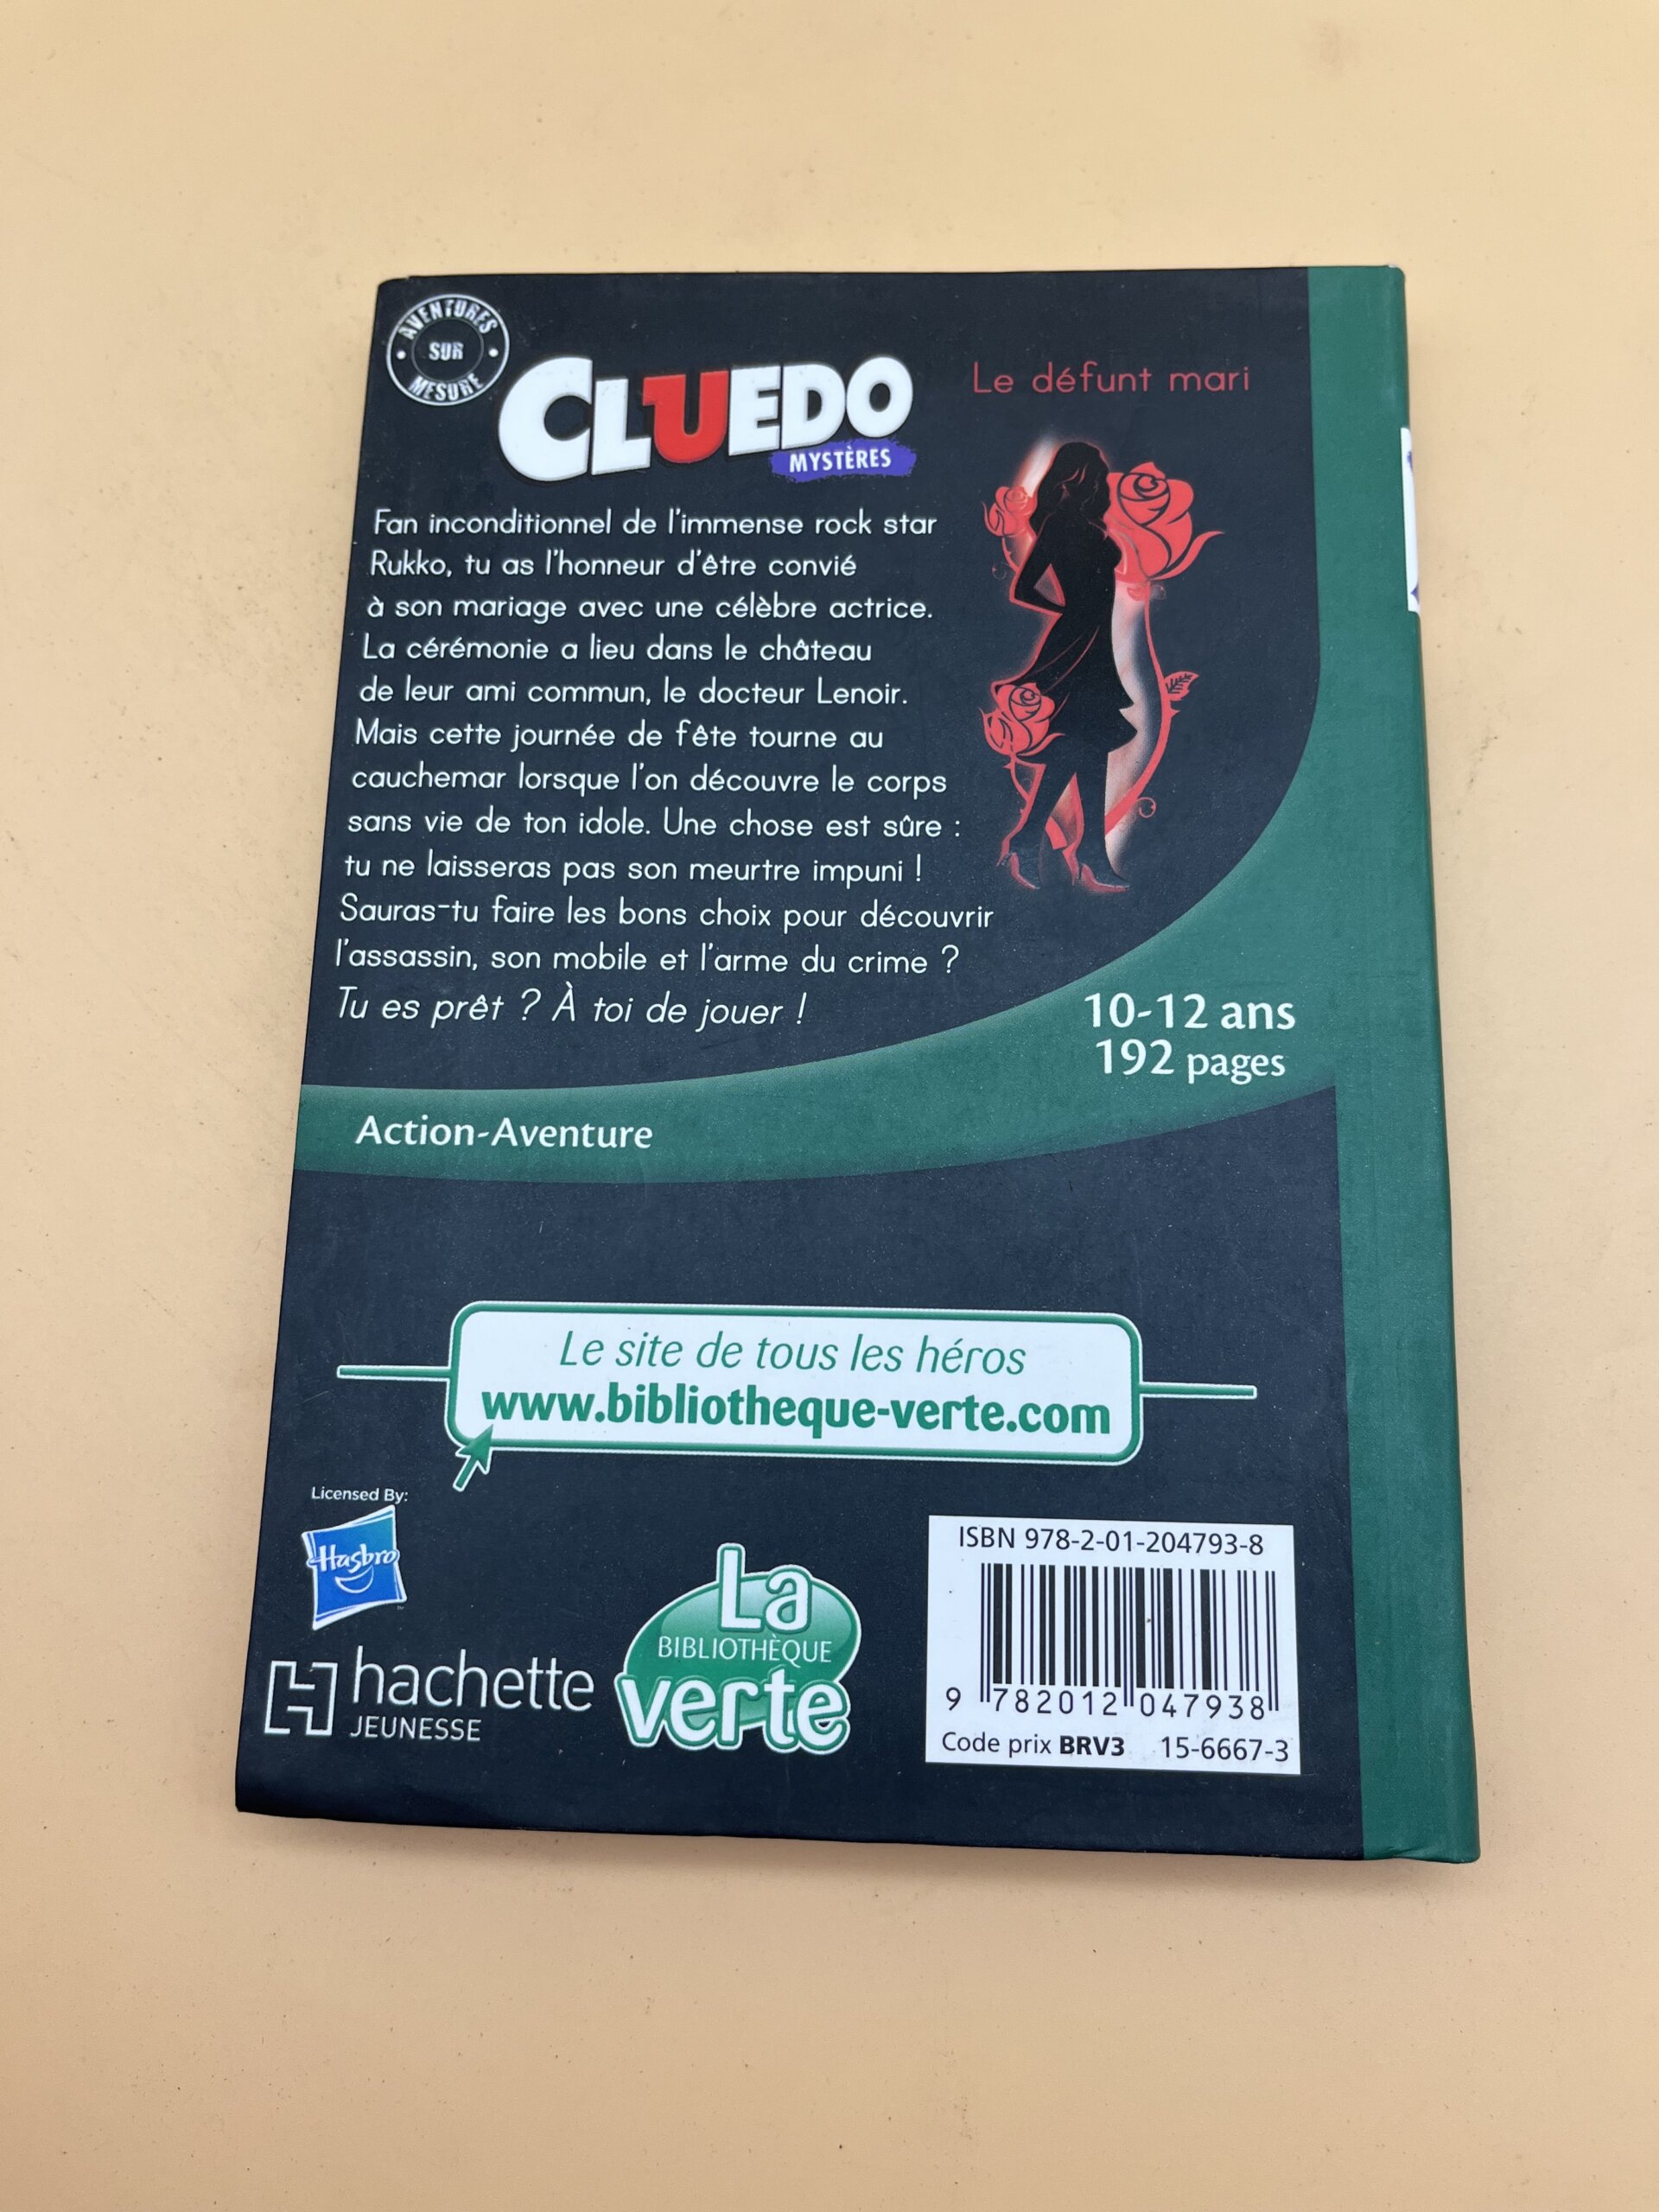 AVENTURES
SUR
MESURE
CLUEDO
MYSTÈRES
Le défunt mari
Fan inconditionnel de l'immense rock star
Rukko, tu as l'honneur d'être convié
à son mariage avec une célèbre actrice.
La cérémonie a lieu dans le château
de leur ami commun, le docteur Lenoir.
Mais cette journée de fête tourne au
cauchemar lorsque l'on découvre le corps
sans vie de ton idole. Une chose est sûre :
tu ne laisseras pas son meurtre impuni !
Sauras-tu faire les bons choix pour découvrir
l'assassin, son mobile et l'arme du crime ?
Tu es prêt ? À toi de jouer !
10-12 ans
192 pages
Action-Aventure
Le site de tous les héros
www.bibliotheque-verte.com
Licensed By:
Hasbro
TM
hachette
JEUNESSE
La
BIBLIOTHÈQUE
verte
ISBN 978-2-01-204793-8
9 782012 047938
Code prix BRV3 15-6667-3